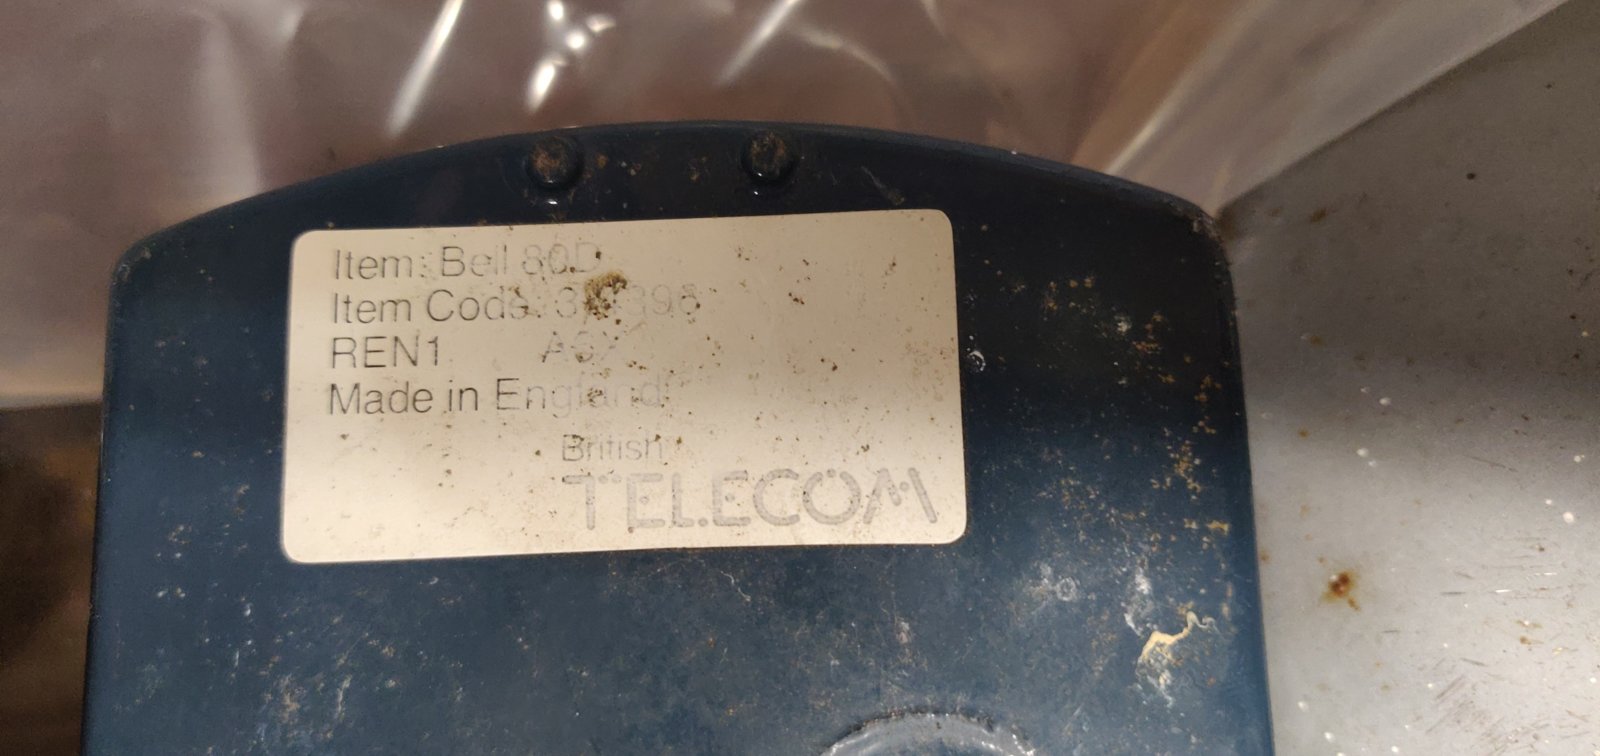 Item: Bell 80D
Item Code:
REN1
Made in England
British
TELECOM